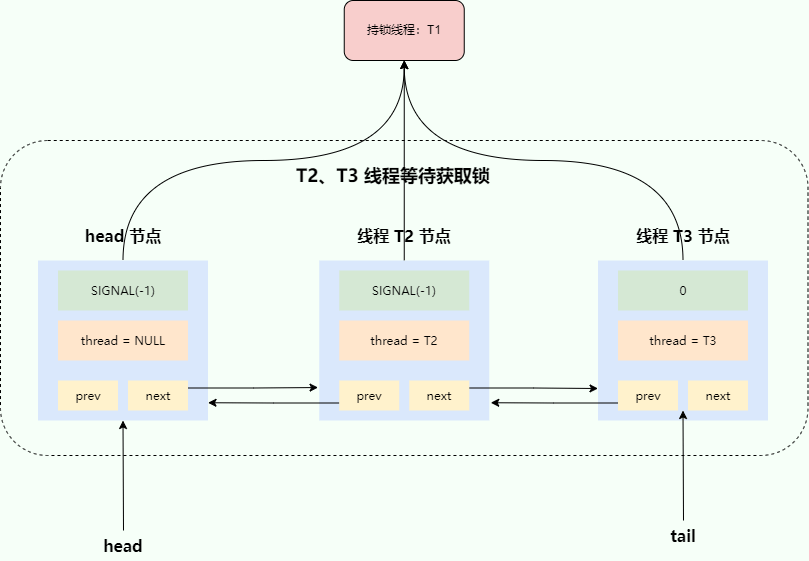 持锁线程：T1
T2、T3 线程等待获取锁
head 节点
线程 T2 节点
线程 T3 节点
SIGNAL(-1)
SIGNAL(-1)
0
thread = NULL
thread = T2
thread = T3
prev
next
prev
next
prev
next
head
tail